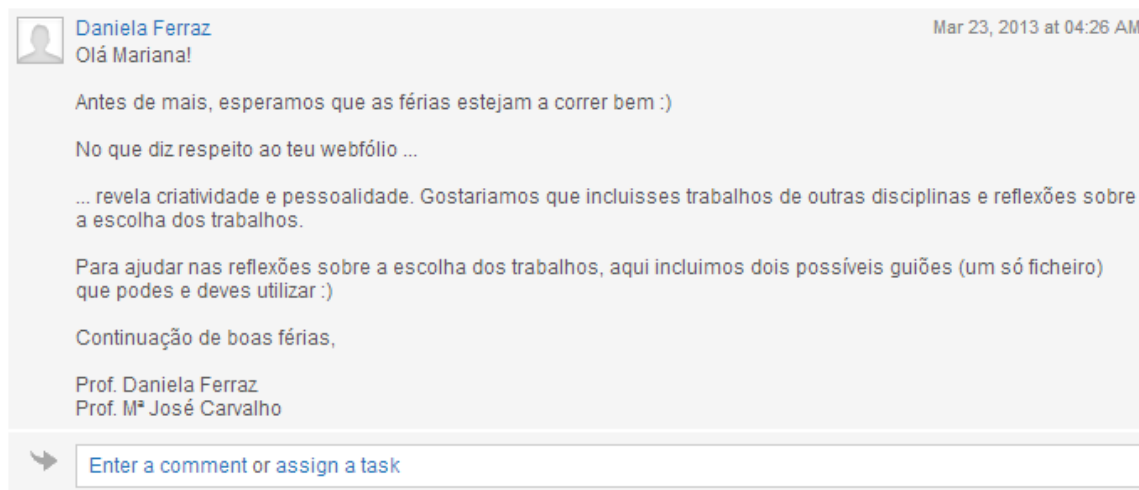 Daniela Ferraz
Mar 23, 2013 at 04:26 AM
Olá Mariana!
Antes de mais, esperamos que as férias estejam a correr bem :)
No que diz respeito ao teu webfólio ...
... revela criatividade e pessoalidade. Gostariamos que incluisses trabalhos de outras disciplinas e reflexões sobre
a escolha dos trabalhos.
Para ajudar nas reflexões sobre a escolha dos trabalhos, aqui incluimos dois possíveis guiões (um só ficheiro)
que podes e deves utilizar :)
Continuação de boas férias,
Prof. Daniela Ferraz
Prof. Mª José Carvalho
Enter a comment or assign a task